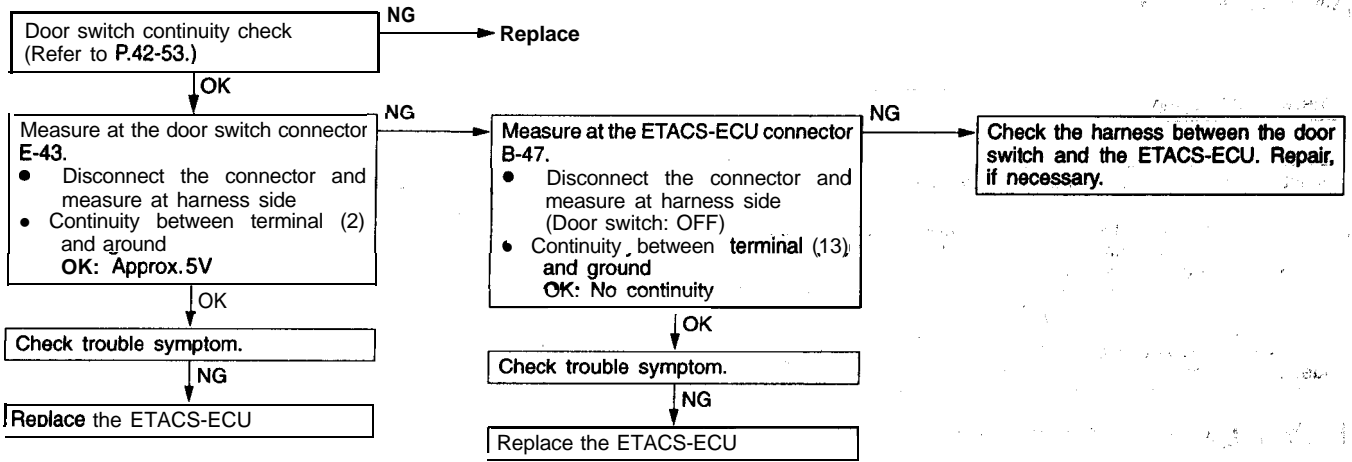 Door switch continuity check
(Refer to P.42-53.)
NG
Replace
OK
Measure at the door switch connector
E-43.
● Disconnect the connector and
measure at harness side
● Continuity between terminal (2)
and around
OK: Approx.5V
NG
Measure at the ETACS-ECU connector
B-47.
● Disconnect the connector and
measure at harness side
(Door switch: OFF)
● Continuity between terminal (13)
and ground
OK: No continuity
NG
Check the harness between the door
switch and the ETACS-ECU. Repair,
if necessary.
OK
Check trouble symptom.
NG
Replace the ETACS-ECU
OK
Check trouble symptom.
NG
Replace the ETACS-ECU